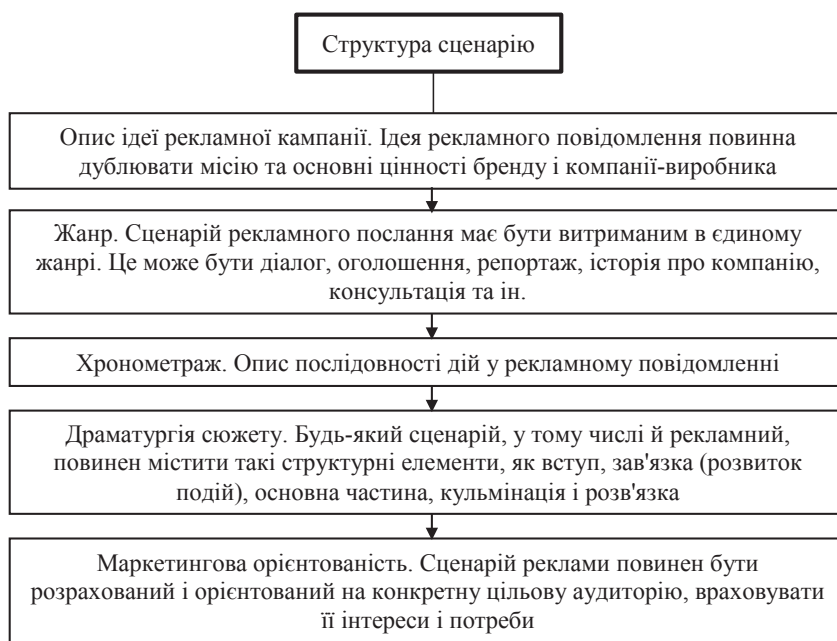 Структура сценарію
Опис ідеї рекламної кампанії. Ідея рекламного повідомлення повинна
дублювати місію та основні цінності бренду і компанії-виробника
Жанр. Сценарій рекламного послання має бути витриманим в єдиному
жанрі. Це може бути діалог, оголошення, репортаж, історія про компанію,
консультація та ін.
Хронометраж. Опис послідовності дій у рекламному повідомленні
Драматургія сюжету. Будь-який сценарій, у тому числі й рекламний,
повинен містити такі структурні елементи, як вступ, зав'язка (розвиток
подій), основна частина, кульмінація і розв'язка
Маркетингова орієнтованість. Сценарій реклами повинен бути
розрахований і орієнтований на конкретну цільову аудиторію, враховувати
її інтереси і потреби